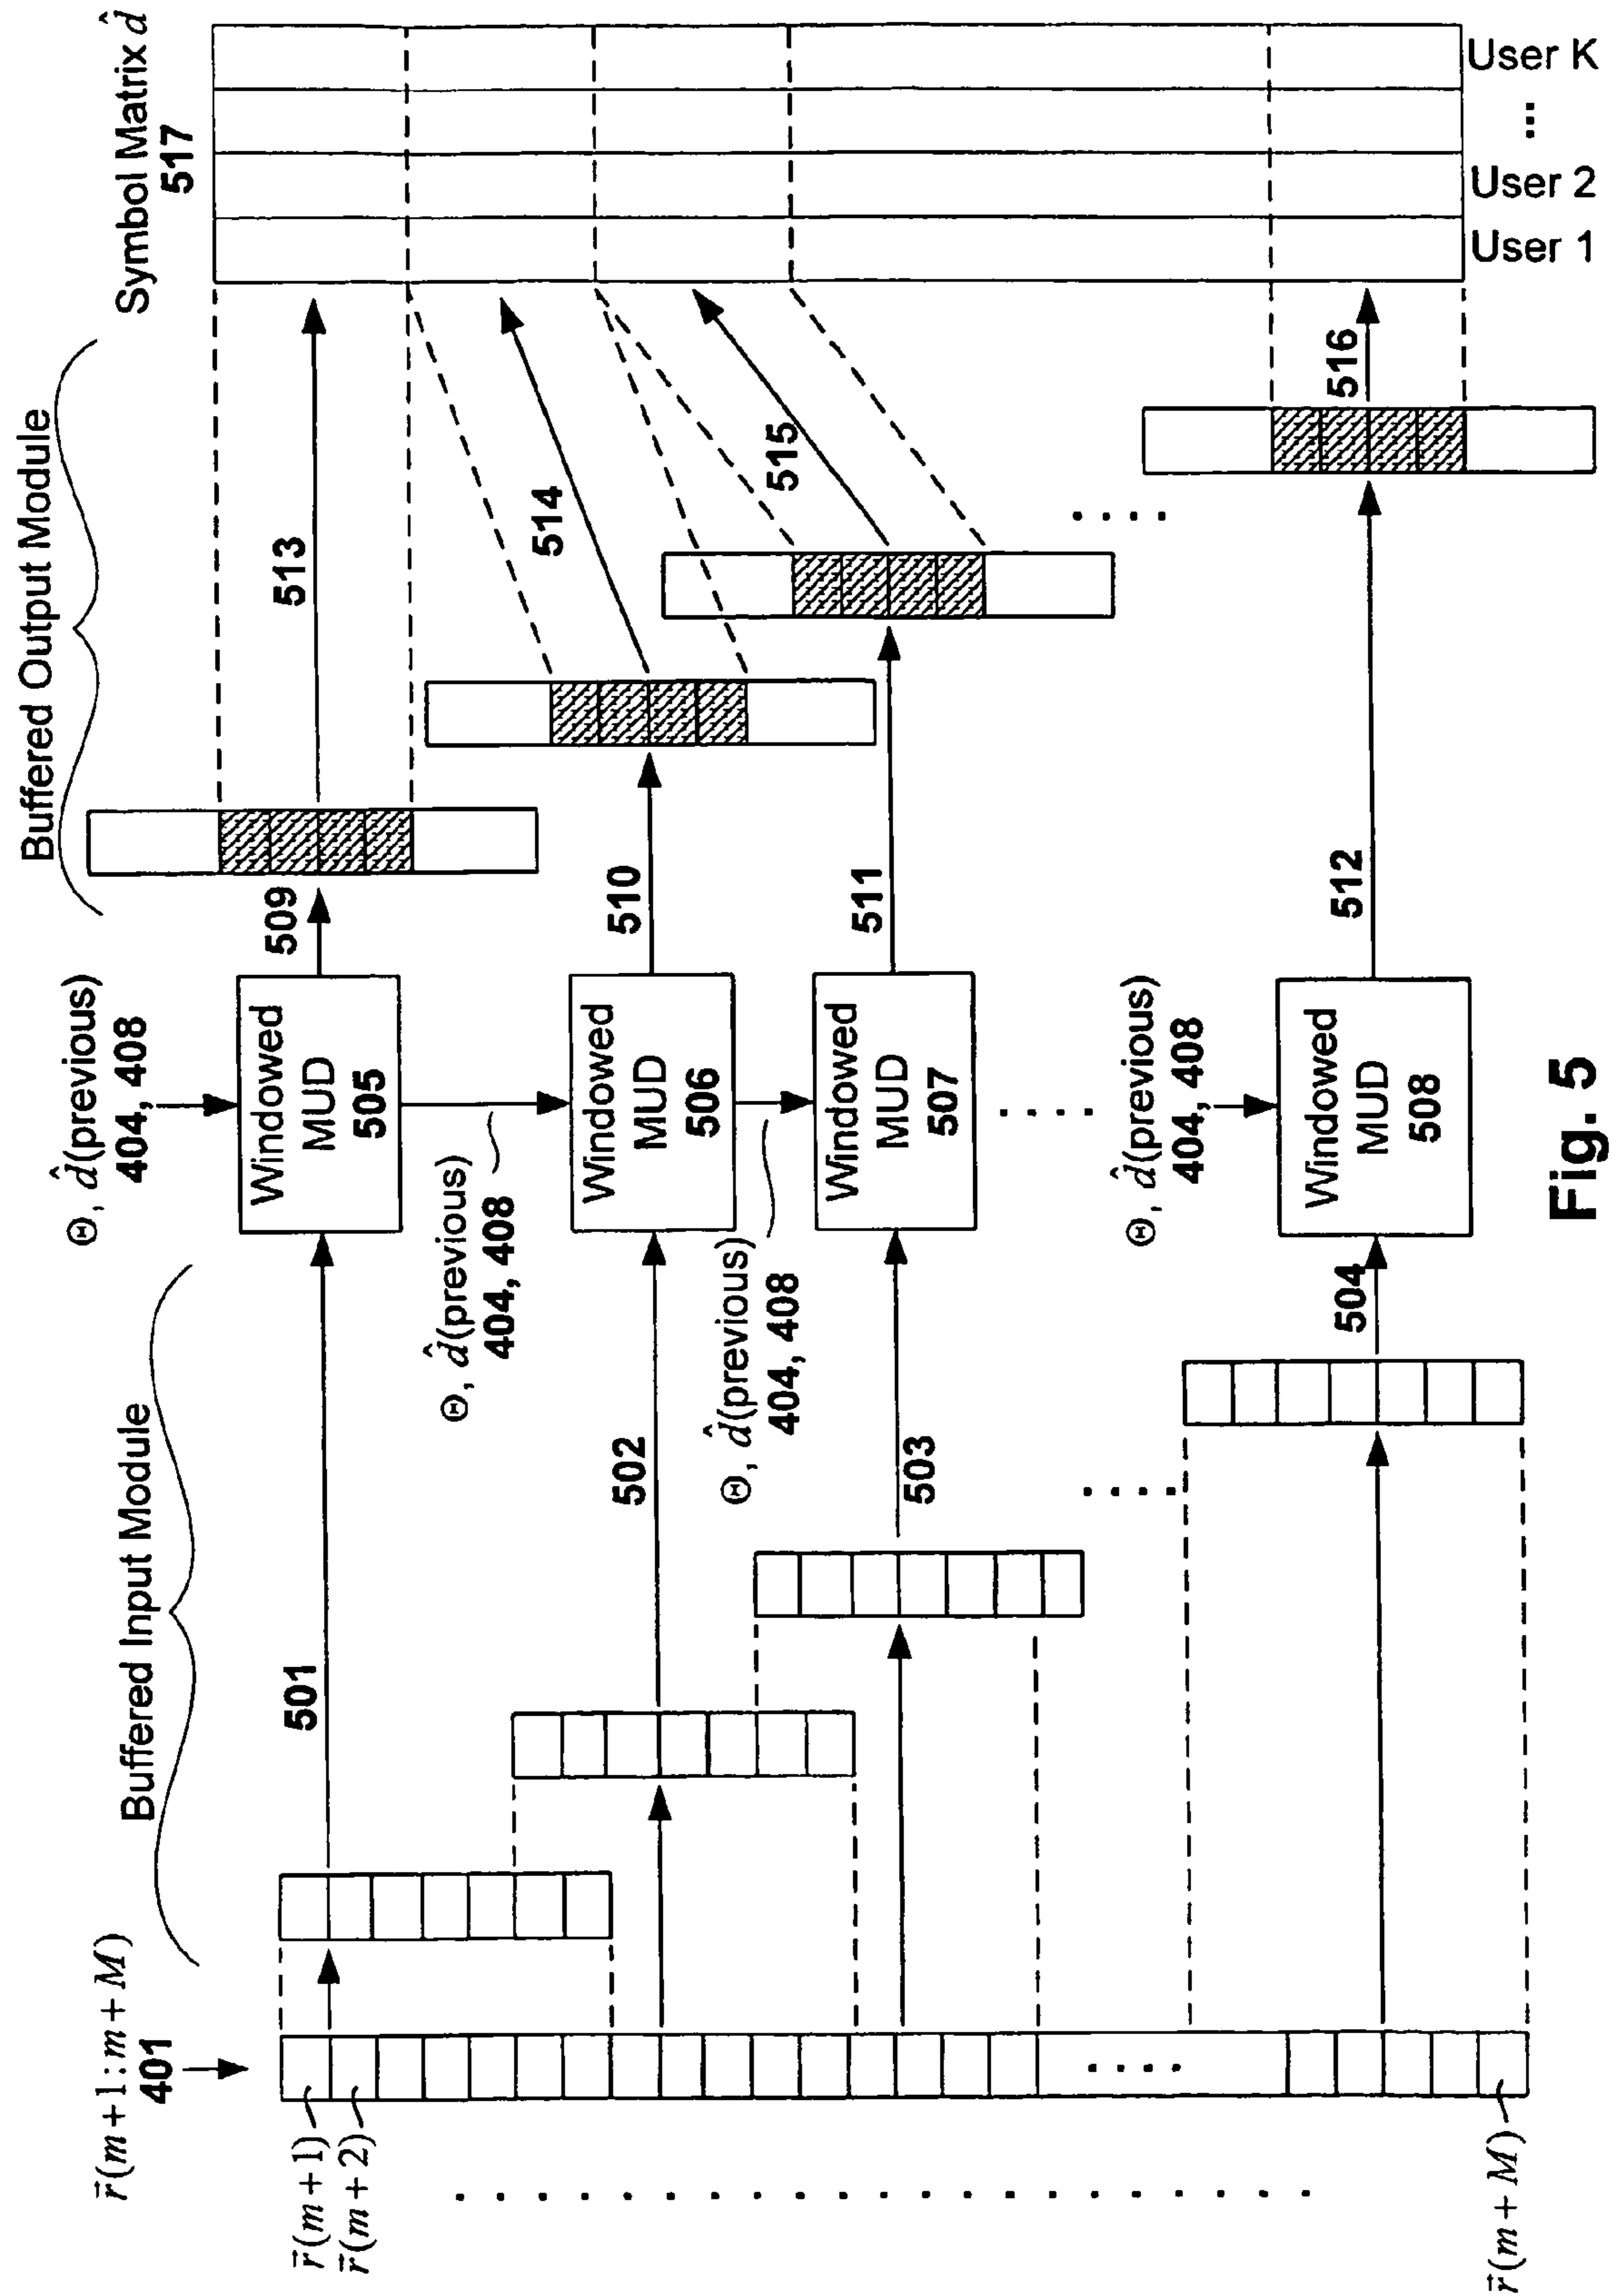 r⃗(m+1:m+M)
401
r⃗(m+1)
r⃗(m+2)
r⃗(m+M)
Buffered Input Module
501
502
503
504
Θ, d̂(previous)
404, 408
Windowed
MUD
505
Θ, d̂(previous)
404, 408
Windowed
MUD
506
Θ, d̂(previous)
404, 408
Windowed
MUD
507
Θ, d̂(previous)
404, 408
Windowed
MUD
508
509
510
511
512
Buffered Output Module
513
514
515
516
Symbol Matrix d̂
517
User 1
User 2
...
User K
Fig. 5